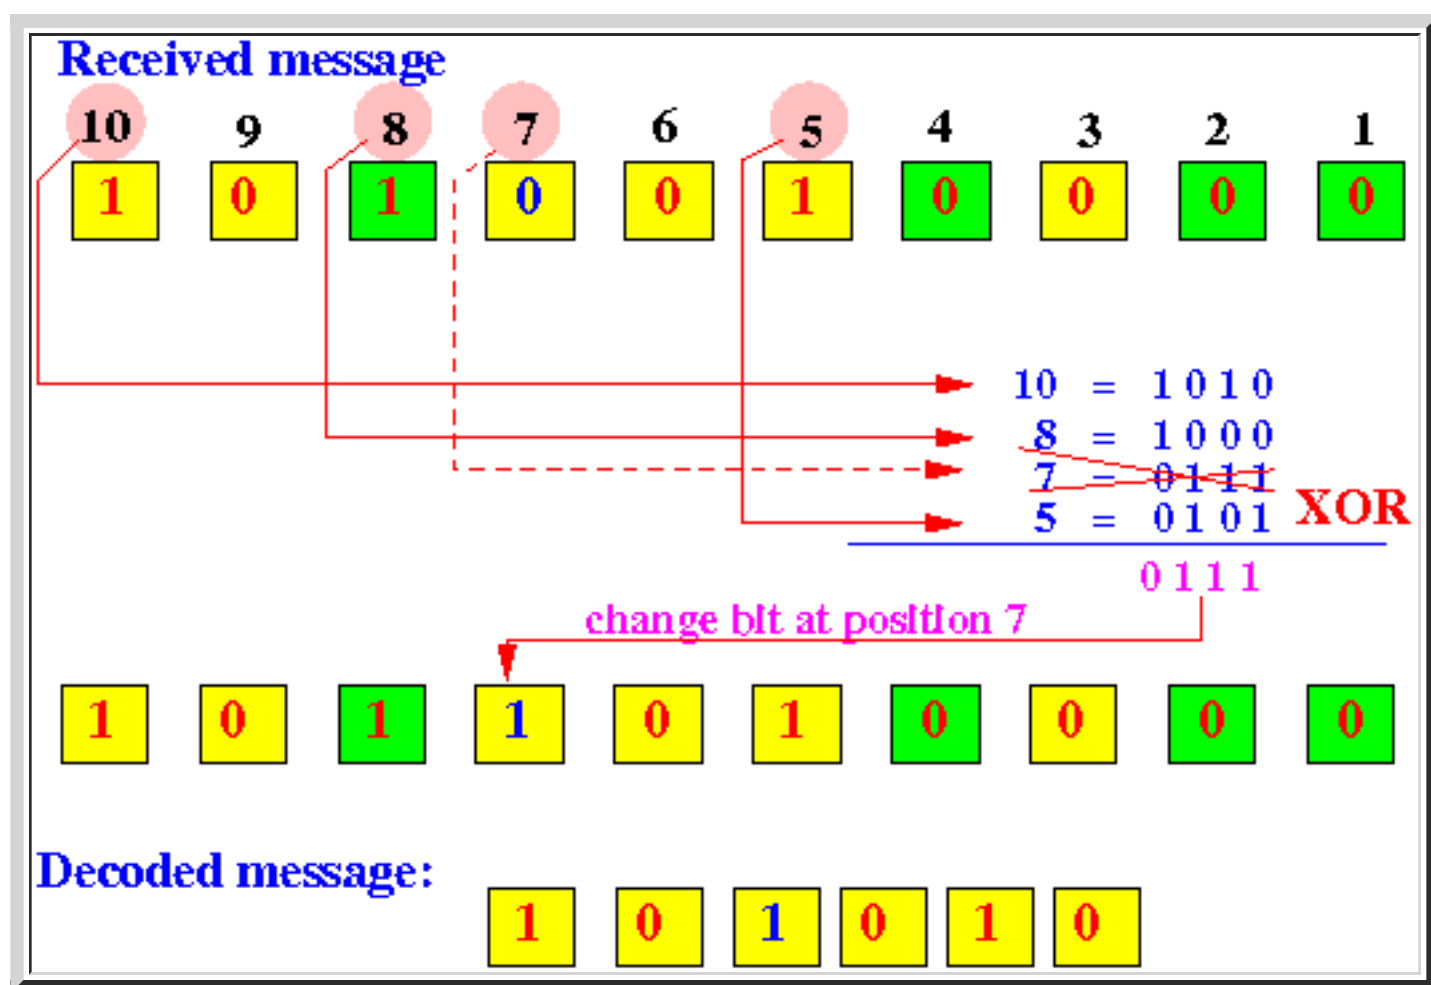 Received message
10 9 8 7 6 5 4 3 2 1
1 0 1 0 0 1 0 0 0 0
10 = 1 0 1 0
8 = 1 0 0 0
7 = 0 1 1 1
5 = 0 1 0 1 XOR
0 1 1 1
change bit at position 7
1 0 1 1 0 1 0 0 0 0
Decoded message:
1 0 1 0 1 0